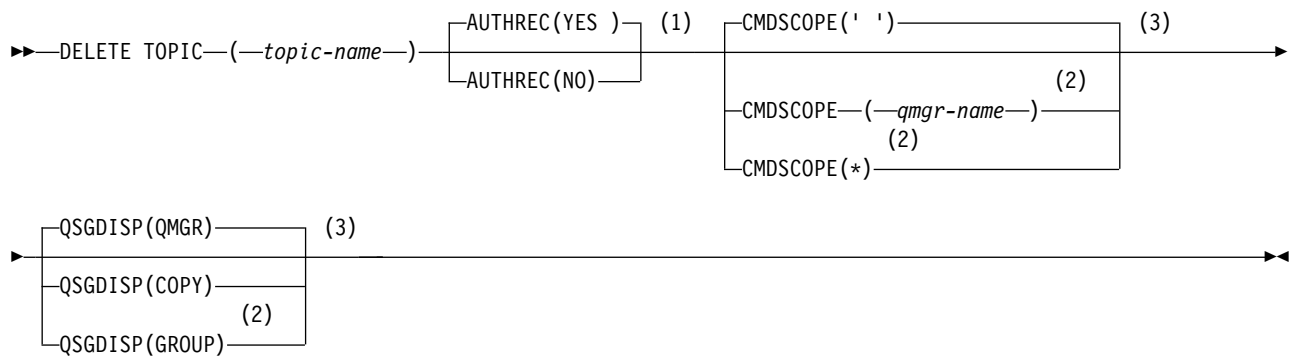 AUTHREC(YES ) (1) CMDSCOPE(' ') (3)
DELETE TOPIC ( topic-name )
AUTHREC(NO) (2)
CMDSCOPE ( qmgr-name )
(2)
CMDSCOPE(*)
QSGDISP(QMGR) (3)
QSGDISP(COPY)
(2)
QSGDISP(GROUP)